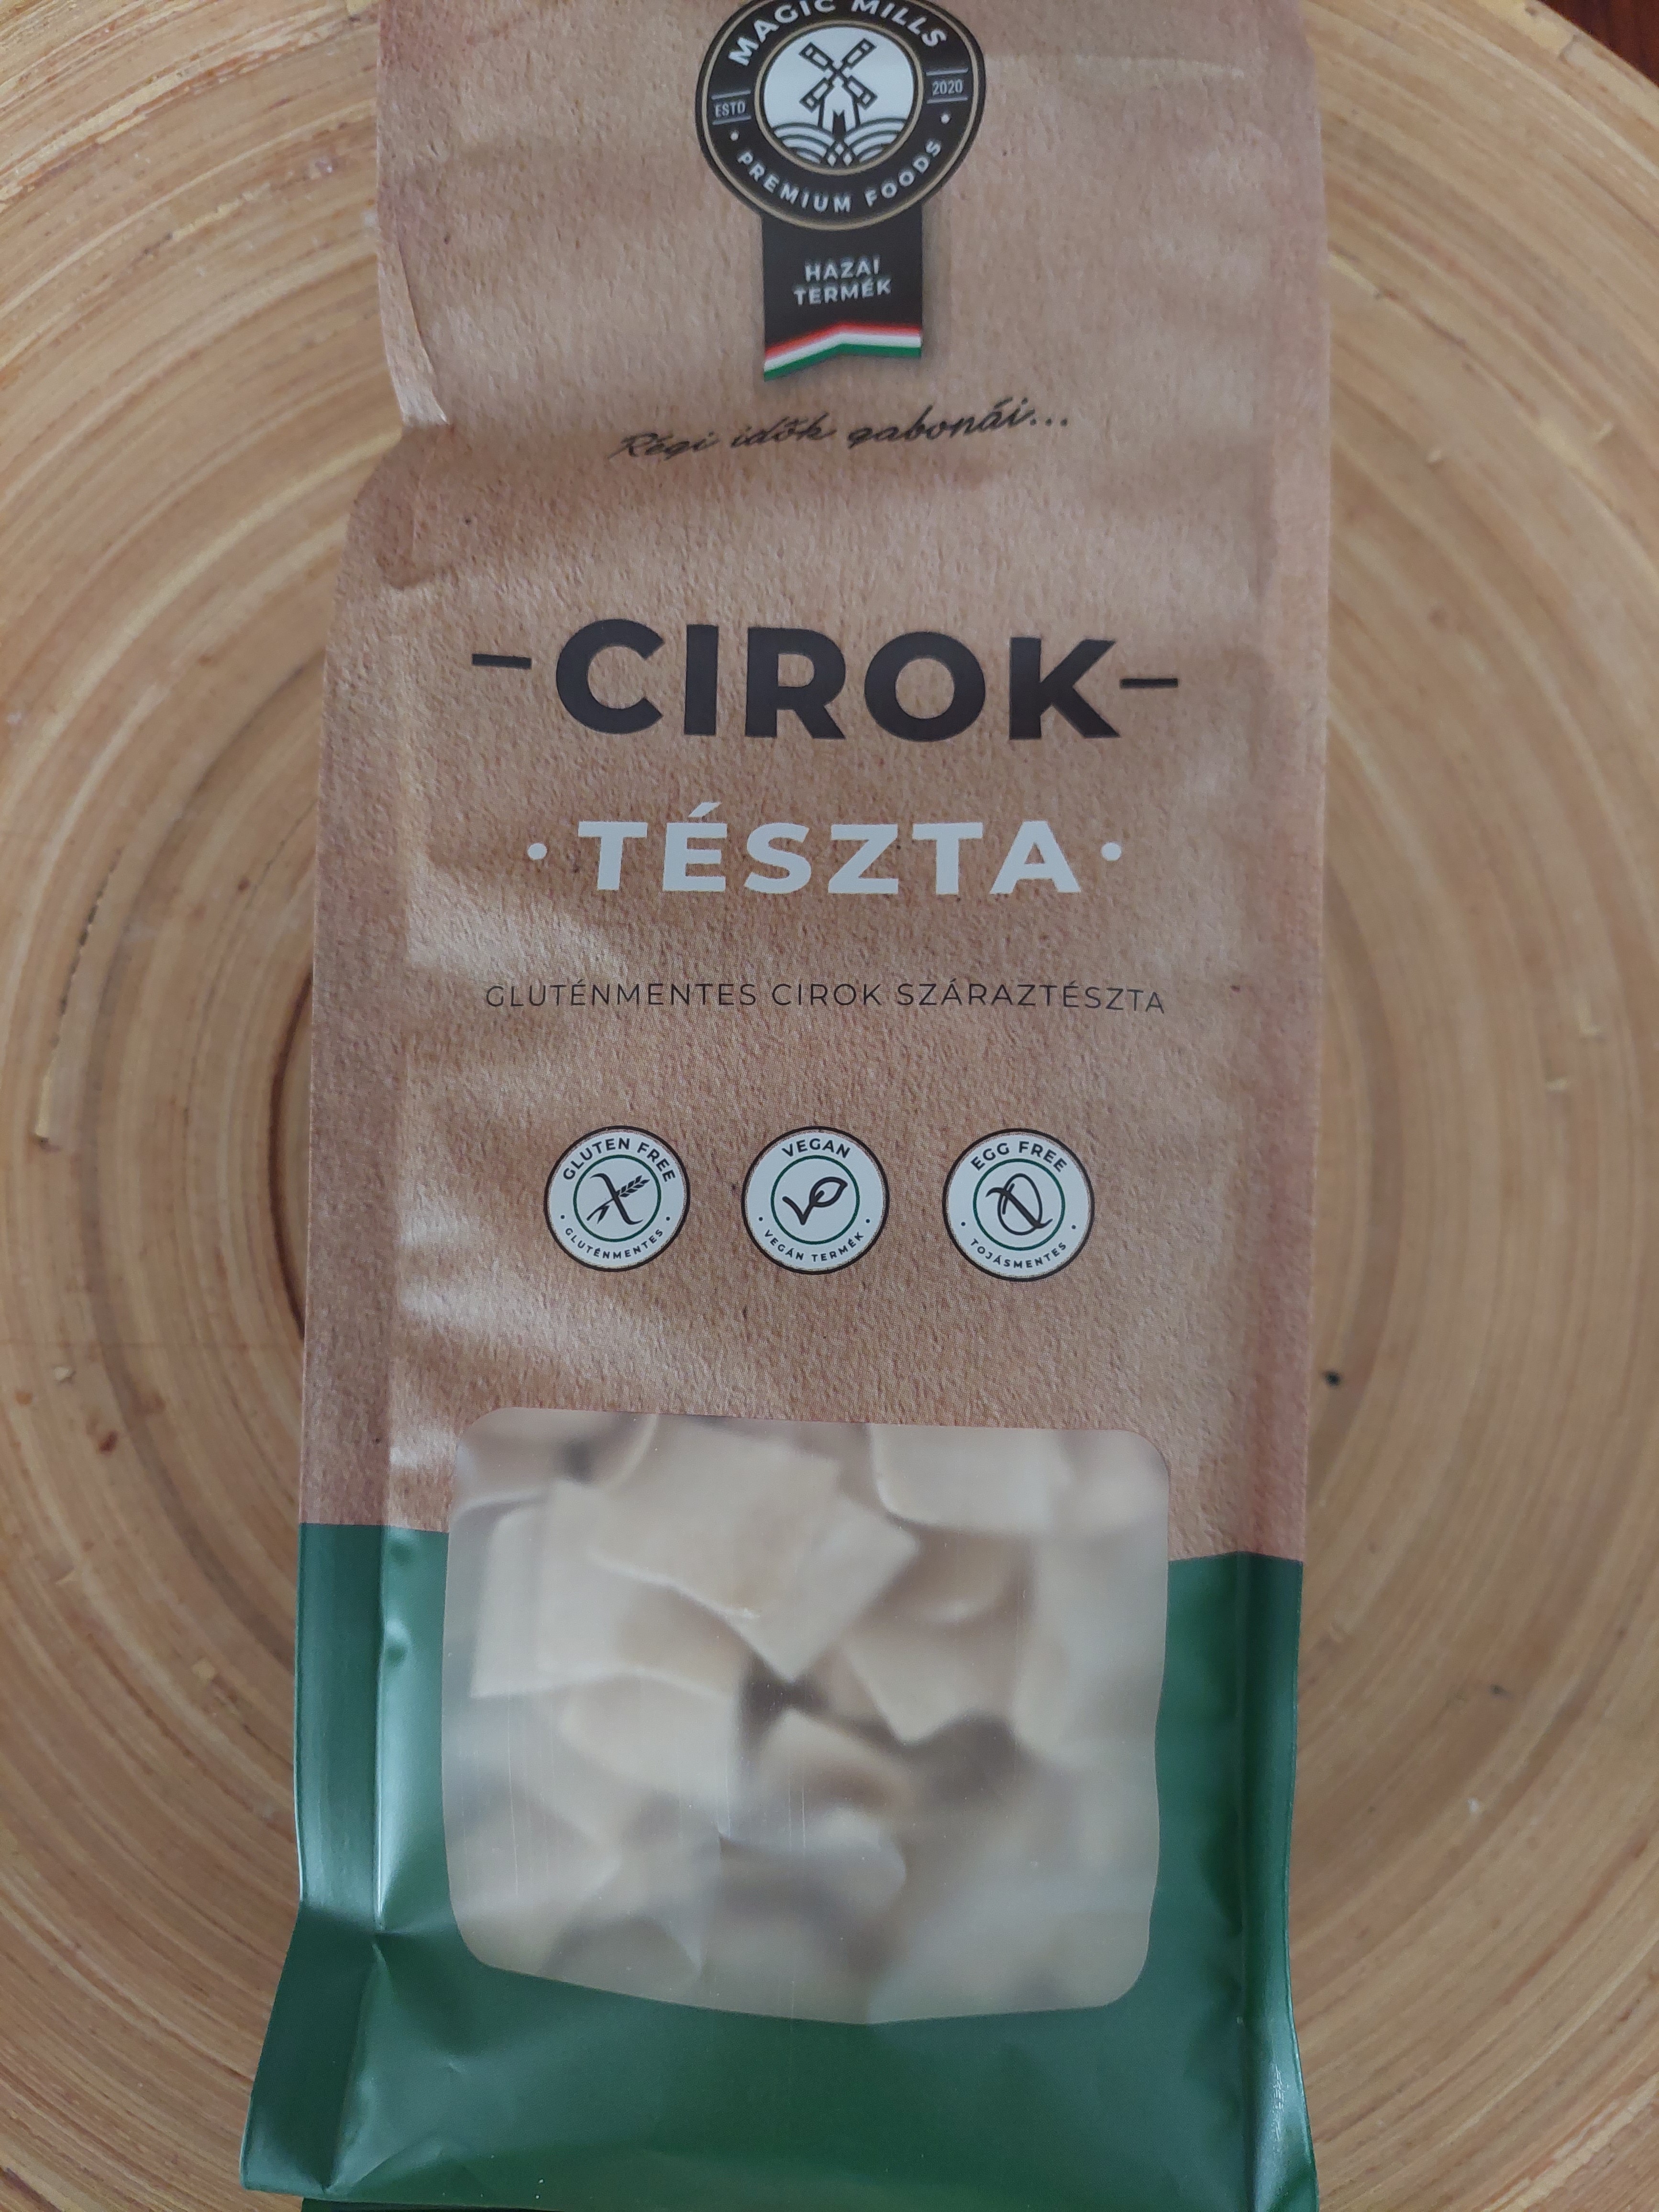 MAGIC MILLS
ESTD
2020
PREMIUM FOODS
HAZAI
TERMÉK
Régi idők gabonái...
-CIROK-
·TÉSZTA·
GLUTÉNMENTES CIROK SZÁRAZTÉSZTA
GLUTEN FREE
· GLUTÉNMENTES ·
VEGAN
· VEGÁN TERMÉK ·
EGG FREE
· TOJÁSMENTES ·